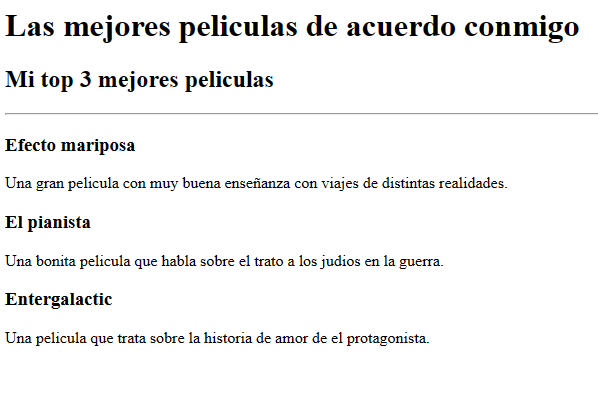 Las mejores peliculas de acuerdo conmigo
Mi top 3 mejores peliculas
Efecto mariposa
Una gran pelicula con muy buena enseñanza con viajes de distintas realidades.
El pianista
Una bonita pelicula que habla sobre el trato a los judios en la guerra.
Entergalactic
Una pelicula que trata sobre la historia de amor de el protagonista.